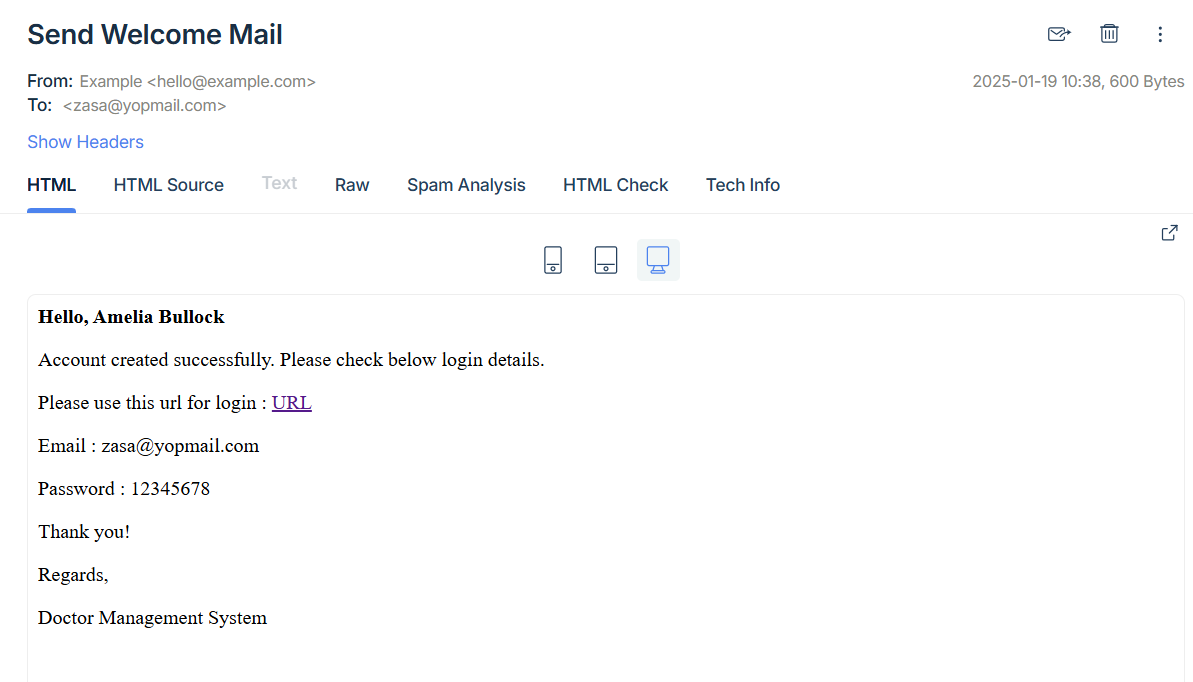 Send Welcome Mail
From: Example <hello@example.com>
2025-01-19 10:38, 600 Bytes
To: <zasa@yopmail.com>
Show Headers
HTML HTML Source Text Raw Spam Analysis HTML Check Tech Info
Hello, Amelia Bullock
Account created successfully. Please check below login details.
Please use this url for login : URL
Email : zasa@yopmail.com
Password : 12345678
Thank you!
Regards,
Doctor Management System